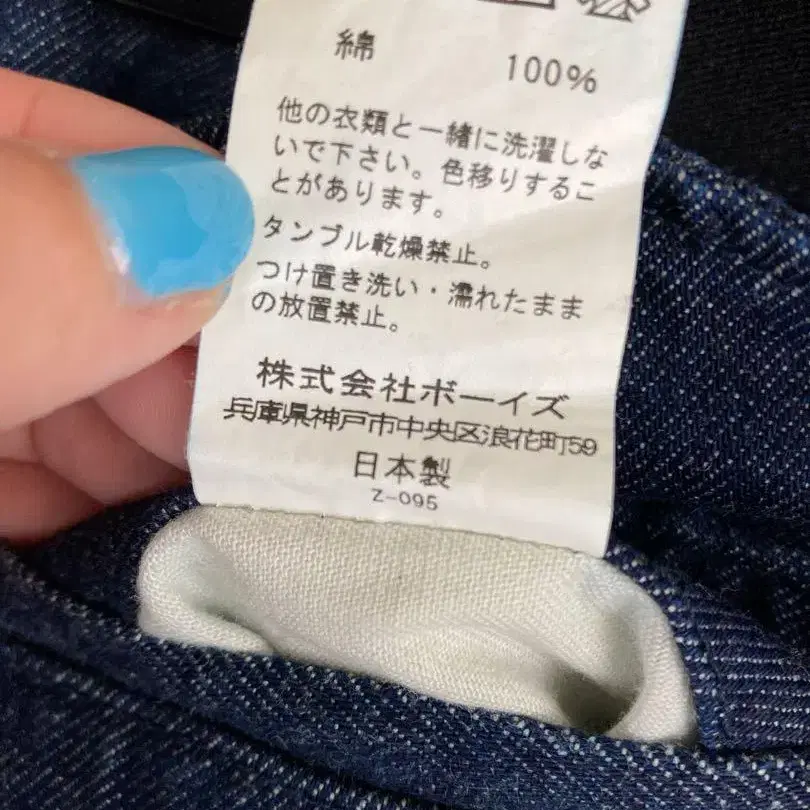 綿 100%
他の衣類と一緒に洗濯しな
いで下さい。色移りするこ
とがあります。
タンブル乾燥禁止。
つけ置き洗い・濡れたまま
の放置禁止。
株式会社ボーイズ
兵庫県神戸市中央区浪花町59
日本製
Z-095